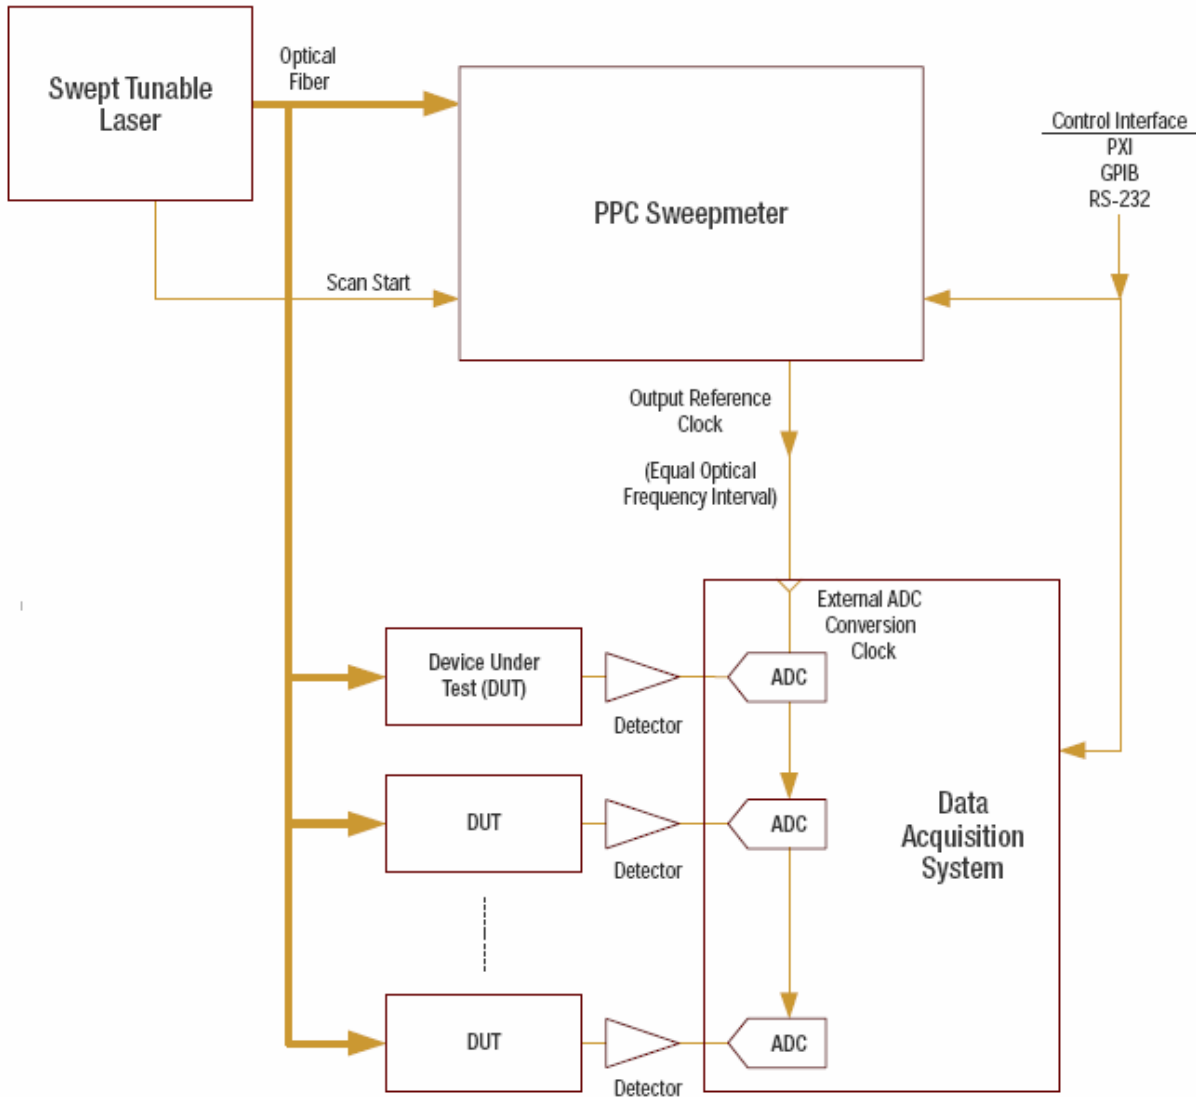 Swept Tunable
Laser
Optical
Fiber
PPC Sweepmeter
Control Interface
PXI
GPIB
RS-232
Scan Start
Output Reference
Clock
(Equal Optical
Frequency Interval)
External ADC
Conversion
Clock
Device Under
Test (DUT)
Detector
ADC
DUT
Detector
ADC
Data
Acquisition
System
DUT
Detector
ADC